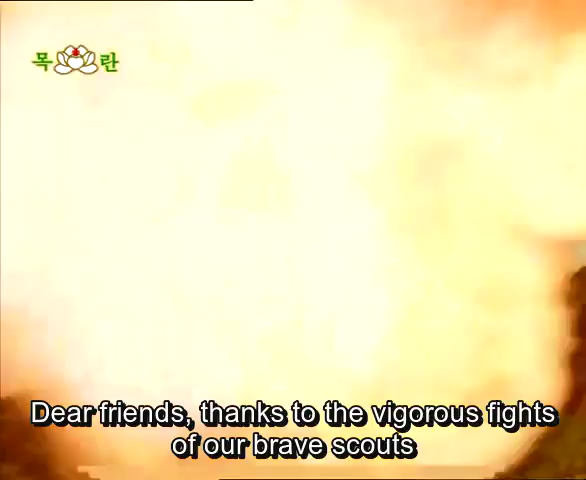 목란
Dear friends, thanks to the vigorous fights
of our brave scouts